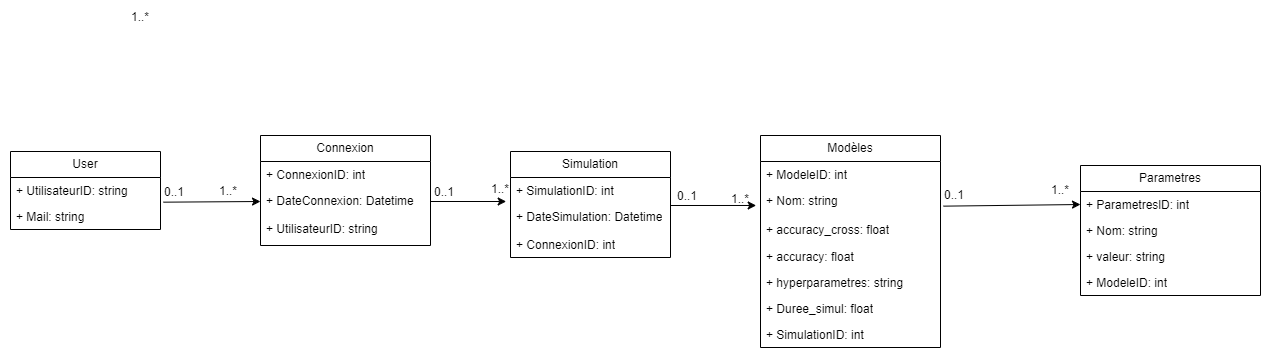 1..*
User
+ UtilisateurID: string
+ Mail: string
0..1
1..*
Connexion
+ ConnexionID: int
+ DateConnexion: Datetime
+ UtilisateurID: string
0..1
1..*
Simulation
+ SimulationID: int
+ DateSimulation: Datetime
+ ConnexionID: int
0..1
1..*
Modèles
+ ModeleID: int
+ Nom: string
+ accuracy_cross: float
+ accuracy: float
+ hyperparametres: string
+ Duree_simul: float
+ SimulationID: int
0..1
1..*
Parametres
+ ParametresID: int
+ Nom: string
+ valeur: string
+ ModeleID: int